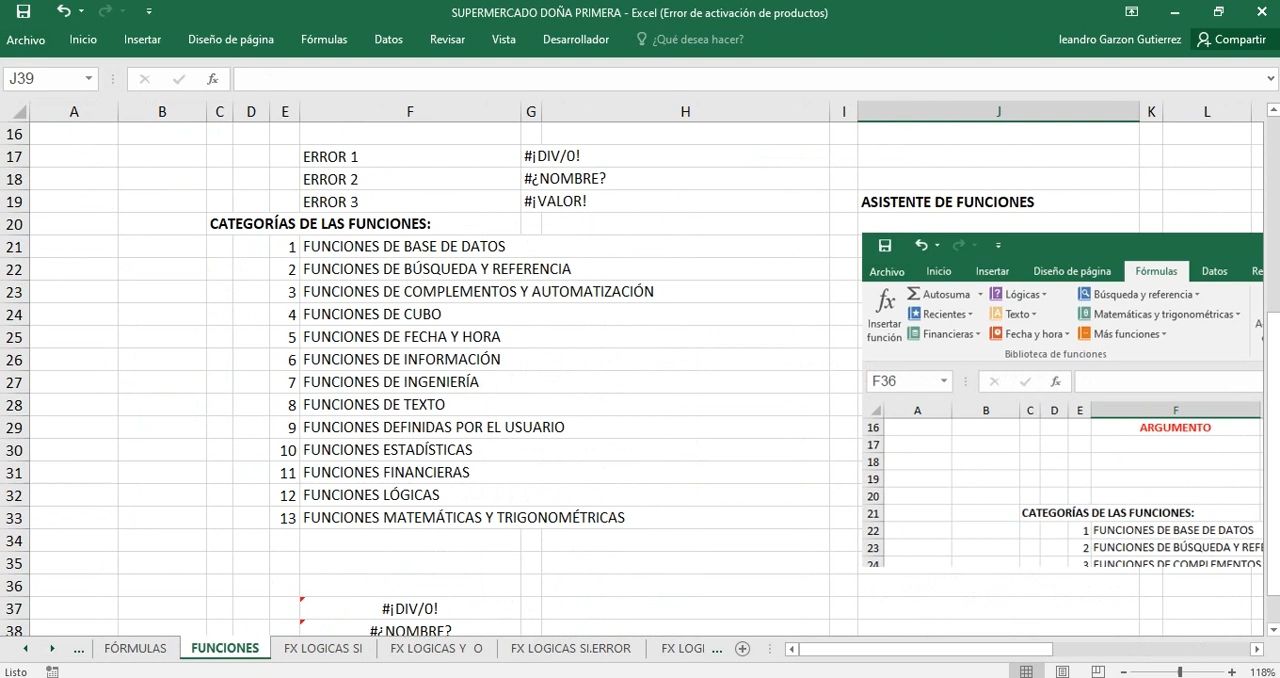 SUPERMERCADO DOÑA PRIMERA - Excel (Error de activación de productos)
Archivo Inicio Insertar Diseño de página Fórmulas Datos Revisar Vista Desarrollador ¿Qué desea hacer? leandro Garzon Gutierrez Compartir
J39 fx
A B C D E F G H I J K L
16
17 ERROR 1 #¡DIV/0!
18 ERROR 2 #¿NOMBRE?
19 ERROR 3 #¡VALOR! ASISTENTE DE FUNCIONES
20 CATEGORÍAS DE LAS FUNCIONES:
21 1 FUNCIONES DE BASE DE DATOS
22 2 FUNCIONES DE BÚSQUEDA Y REFERENCIA
23 3 FUNCIONES DE COMPLEMENTOS Y AUTOMATIZACIÓN
24 4 FUNCIONES DE CUBO
25 5 FUNCIONES DE FECHA Y HORA
26 6 FUNCIONES DE INFORMACIÓN
27 7 FUNCIONES DE INGENIERÍA
28 8 FUNCIONES DE TEXTO
29 9 FUNCIONES DEFINIDAS POR EL USUARIO
30 10 FUNCIONES ESTADÍSTICAS
31 11 FUNCIONES FINANCIERAS
32 12 FUNCIONES LÓGICAS
33 13 FUNCIONES MATEMÁTICAS Y TRIGONOMÉTRICAS
34
35
36
37 #¡DIV/0!
38 #¿NOMBRE?
Archivo Inicio Insertar Diseño de página Fórmulas Datos Re
fx Σ Autosuma Lógicas Búsqueda y referencia
Insertar función Recientes Texto Matemáticas y trigonométricas
Financieras Fecha y hora Más funciones
Biblioteca de funciones
F36 fx
A B C D E F
16 ARGUMENTO
17
18
19
20
21 CATEGORÍAS DE LAS FUNCIONES:
22 1 FUNCIONES DE BASE DE DATOS
23 2 FUNCIONES DE BÚSQUEDA Y REFE
24 3 FUNCIONES DE COMPLEMENTOS
... FÓRMULAS FUNCIONES FX LOGICAS SI FX LOGICAS Y O FX LOGICAS SI.ERROR FX LOGI ...
Listo 118%